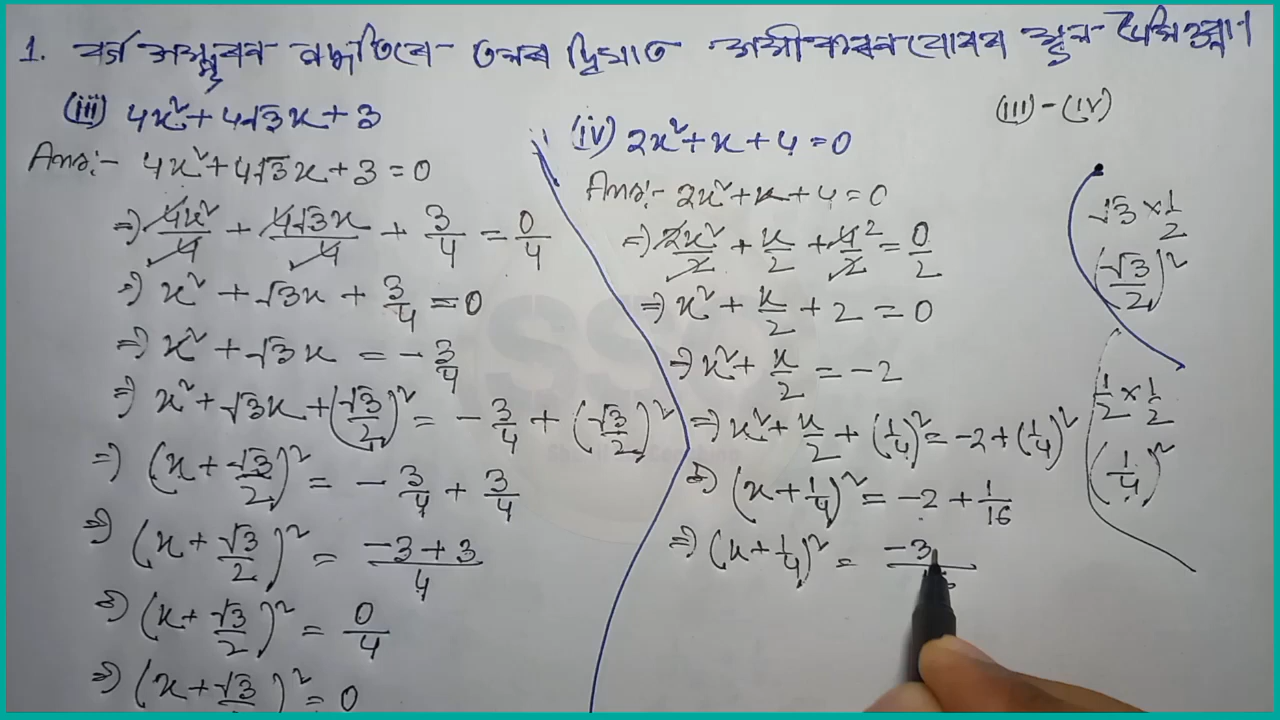 1. বৰ্গ সম্পূৰণ পদ্ধতিৰে তলৰ দ্বিঘাত সমীকৰণবোৰৰ মূল
(iii) 4x² + 4√3x + 3
Ans:- 4x² + 4√3x + 3 = 0
⇒ 4x²/4 + 4√3x/4 + 3/4 = 0/4
⇒ x² + √3x + 3/4 = 0
⇒ x² + √3x = -3/4
⇒ x² + √3x + (√3/2)² = -3/4 + (√3/2)²
⇒ (x + √3/2)² = -3/4 + 3/4
⇒ (x + √3/2)² = -3+3/4
⇒ (x + √3/2)² = 0/4
⇒ (x + √3/2)² = 0
(iv) 2x² + x + 4 = 0
Ans:- 2x² + x + 4 = 0
⇒ 2x²/2 + x/2 + 4²/2 = 0/2
⇒ x² + x/2 + 2 = 0
⇒ x² + x/2 = -2
⇒ x² + x/2 + (1/4)² = -2 + (1/4)²
⇒ (x + 1/4)² = -2 + 1/16
⇒ (x + 1/4)² = -3
(III) - (IV)
√3 × 1/2
(√3/2)²
1/2 × 1/2
(1/4)²